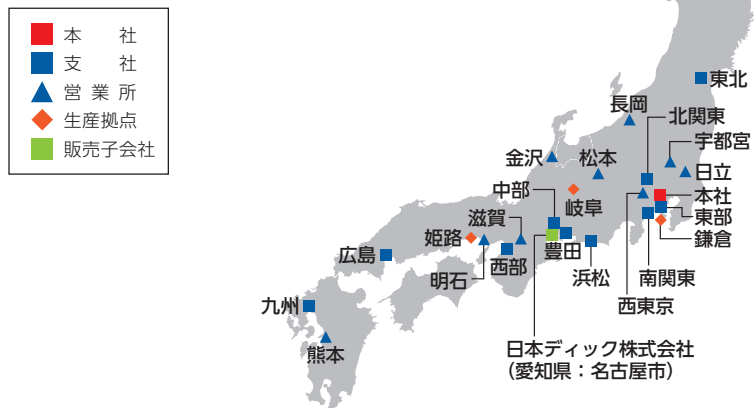 本社
支社
営業所
生産拠点
販売子会社
東北
長岡
北関東
宇都宮
金沢
松本
日立
中部
本社
岐阜
滋賀
東部
姫路
鎌倉
広島
豊田
西部
明石
浜松
南関東
九州
西東京
熊本
日本ディック株式会社
（愛知県：名古屋市）